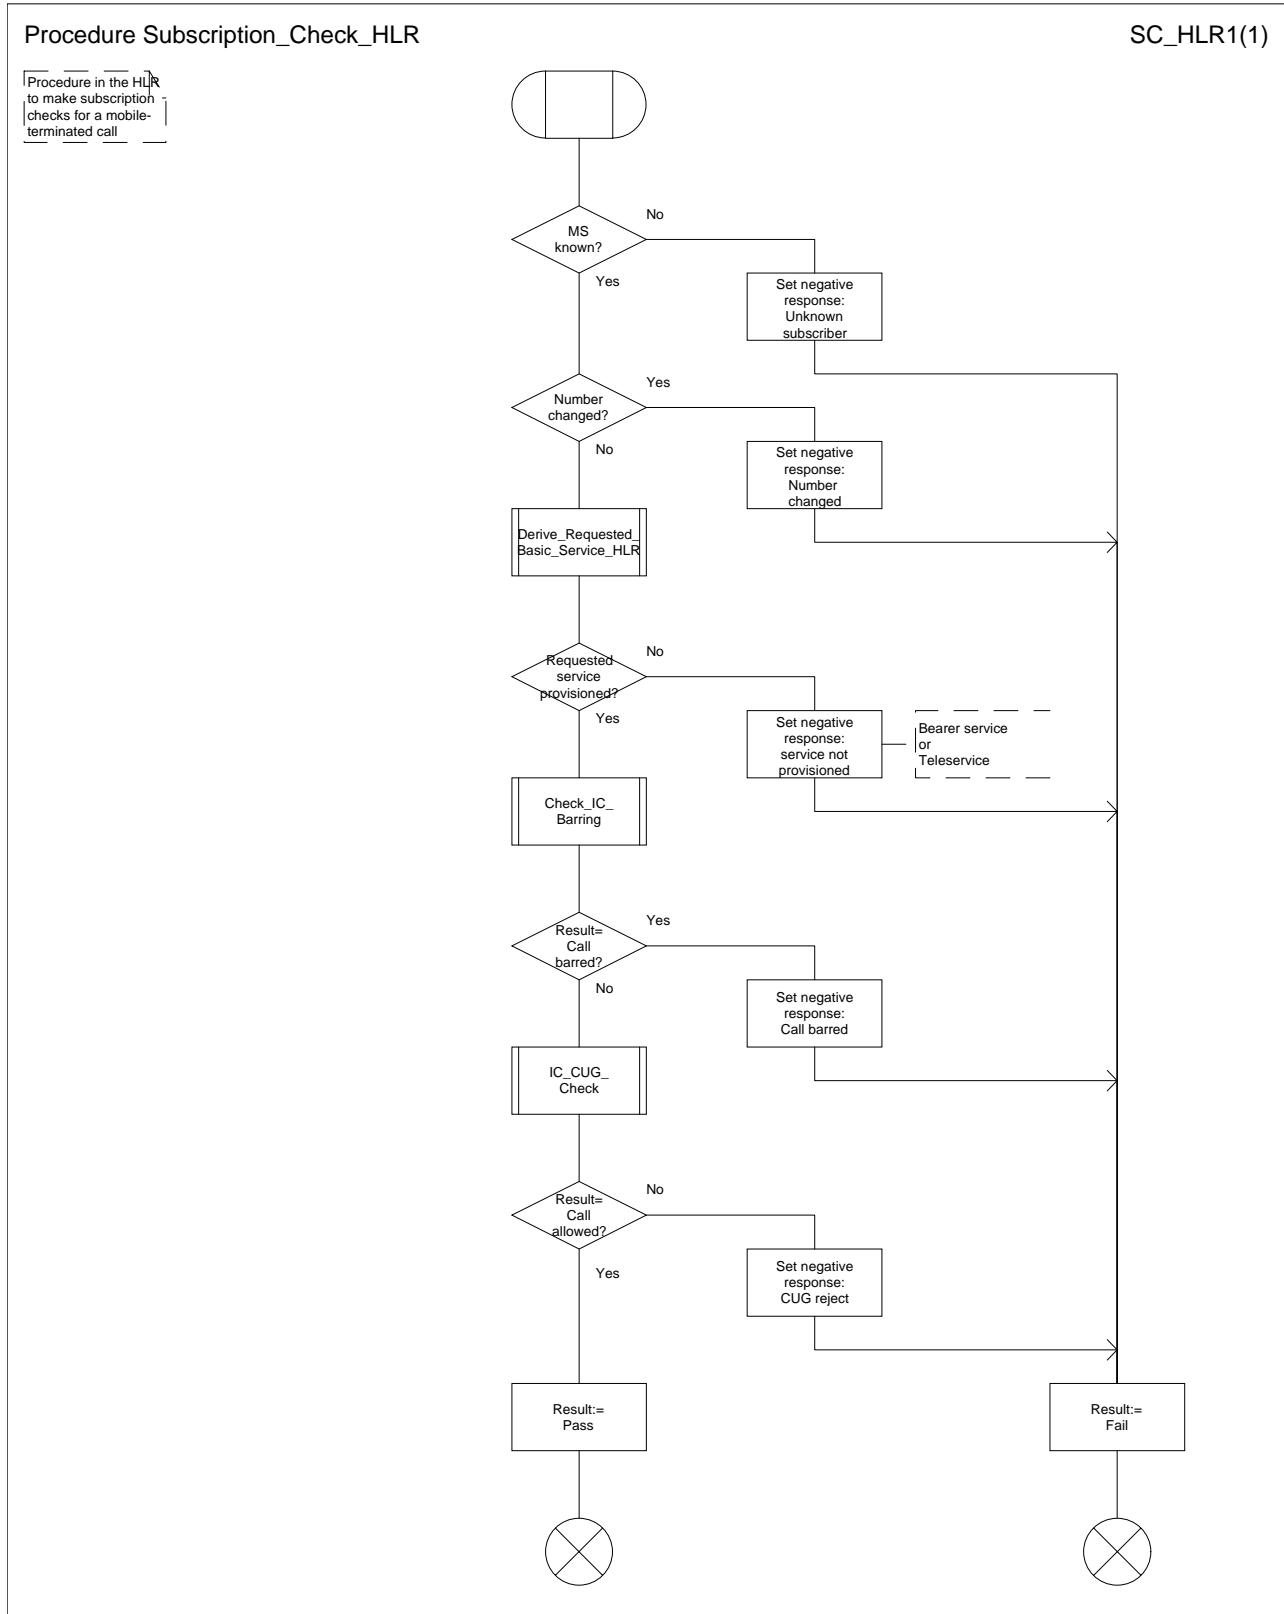 Procedure Subscription_Check_HLR
SC_HLR1(1)
Procedure in the HLR
to make subscription
checks for a mobile-
terminated call
MS
known?
No
Yes
Set negative
response:
Unknown
subscriber
Number
changed?
Yes
No
Set negative
response:
Number
changed
Derive_Requested_
Basic_Service_HLR
Requested
service
provisioned?
No
Yes
Set negative
response:
service not
provisioned
Bearer service
or
Teleservice
Check_IC_
Barring
Result=
Call
barred?
Yes
No
Set negative
response:
Call barred
IC_CUG_
Check
Result=
Call
allowed?
No
Yes
Set negative
response:
CUG reject
Result:=
Pass
Result:=
Fail